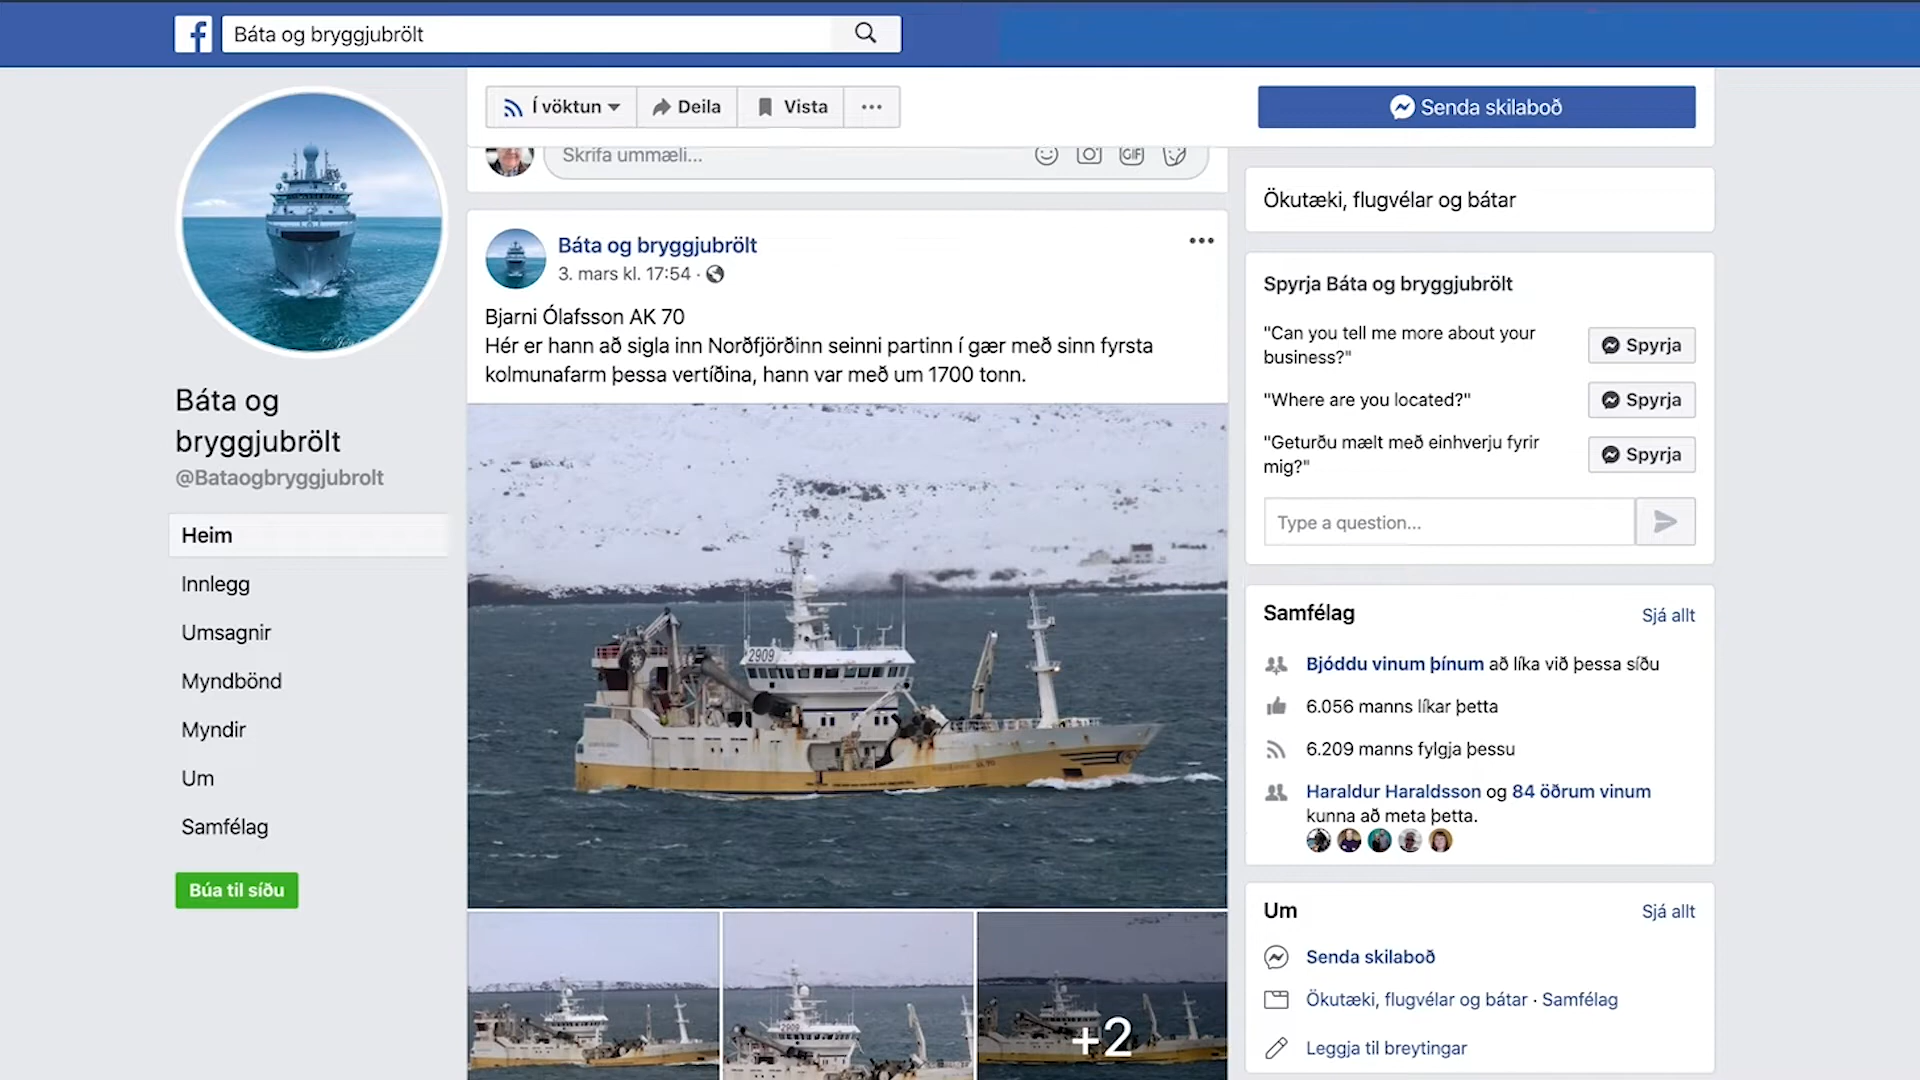 Báta og bryggjubrölt
Í vöktun
Deila
Vista
Senda skilaboð
Skrifa ummæli...
GIF
Báta og
bryggjubrölt
@Bataogbryggjubrolt
Heim
Innlegg
Umsagnir
Myndbönd
Myndir
Um
Samfélag
Búa til síðu
Báta og bryggjubrölt
3. mars kl. 17:54 ·
Bjarni Ólafsson AK 70
Hér er hann að sigla inn Norðfjörðinn seinni partinn í gær með sinn fyrsta
kolmunafarm þessa vertíðina, hann var með um 1700 tonn.
2909
2909
+2
Ökutæki, flugvélar og bátar
Spyrja Báta og bryggjubrölt
"Can you tell me more about your
business?"
Spyrja
"Where are you located?"
Spyrja
"Geturðu mælt með einhverju fyrir
mig?"
Spyrja
Type a question...
Samfélag
Sjá allt
Bjóddu vinum þínum að líka við þessa síðu
6.056 manns líkar þetta
6.209 manns fylgja þessu
Haraldur Haraldsson og 84 öðrum vinum
kunna að meta þetta.
Um
Sjá allt
Senda skilaboð
Ökutæki, flugvélar og bátar · Samfélag
Leggja til breytingar